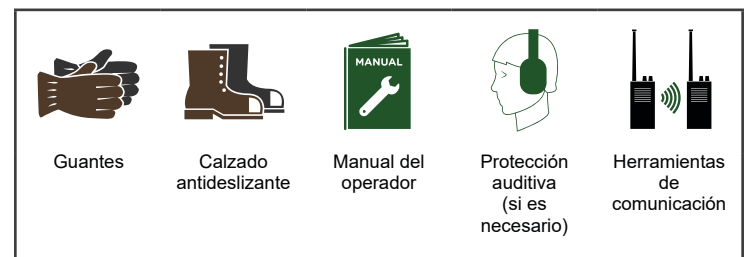 MANUAL
Guantes
Calzado
antideslizante
Manual del
operador
Protección
auditiva
(si es
necesario)
Herramientas
de
comunicación